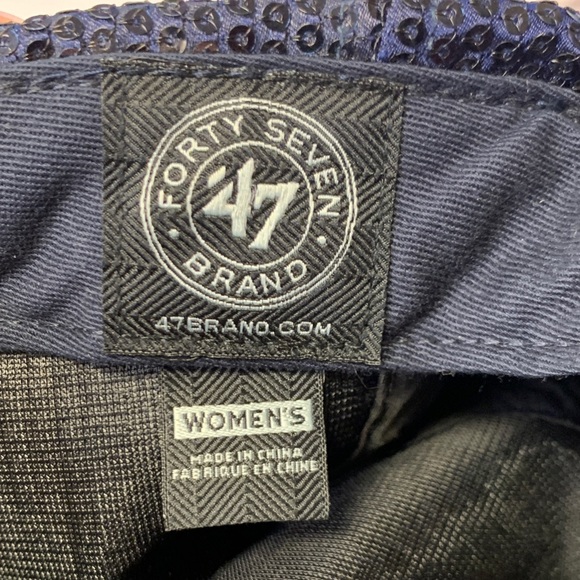 FORTY SEVEN
'47
· BRAND ·
47BRAND.COM
WOMEN'S
MADE IN CHINA
FABRIQUE EN CHINE